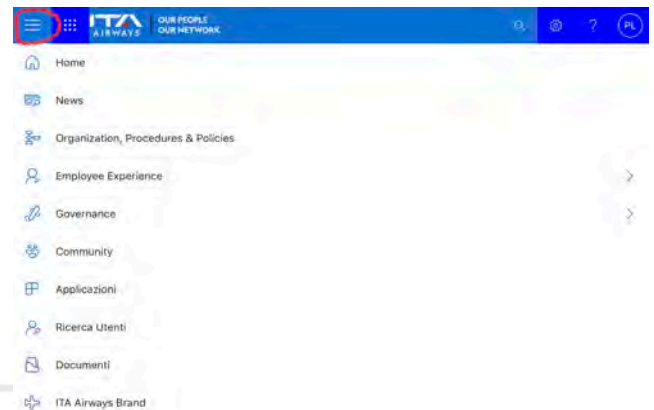 ITA AIRWAYS
OUR PEOPLE
OUR NETWORK
?
PL
Home
News
Organization, Procedures & Policies
Employee Experience
Governance
Community
Applicazioni
Ricerca Utenti
Documenti
ITA Airways Brand